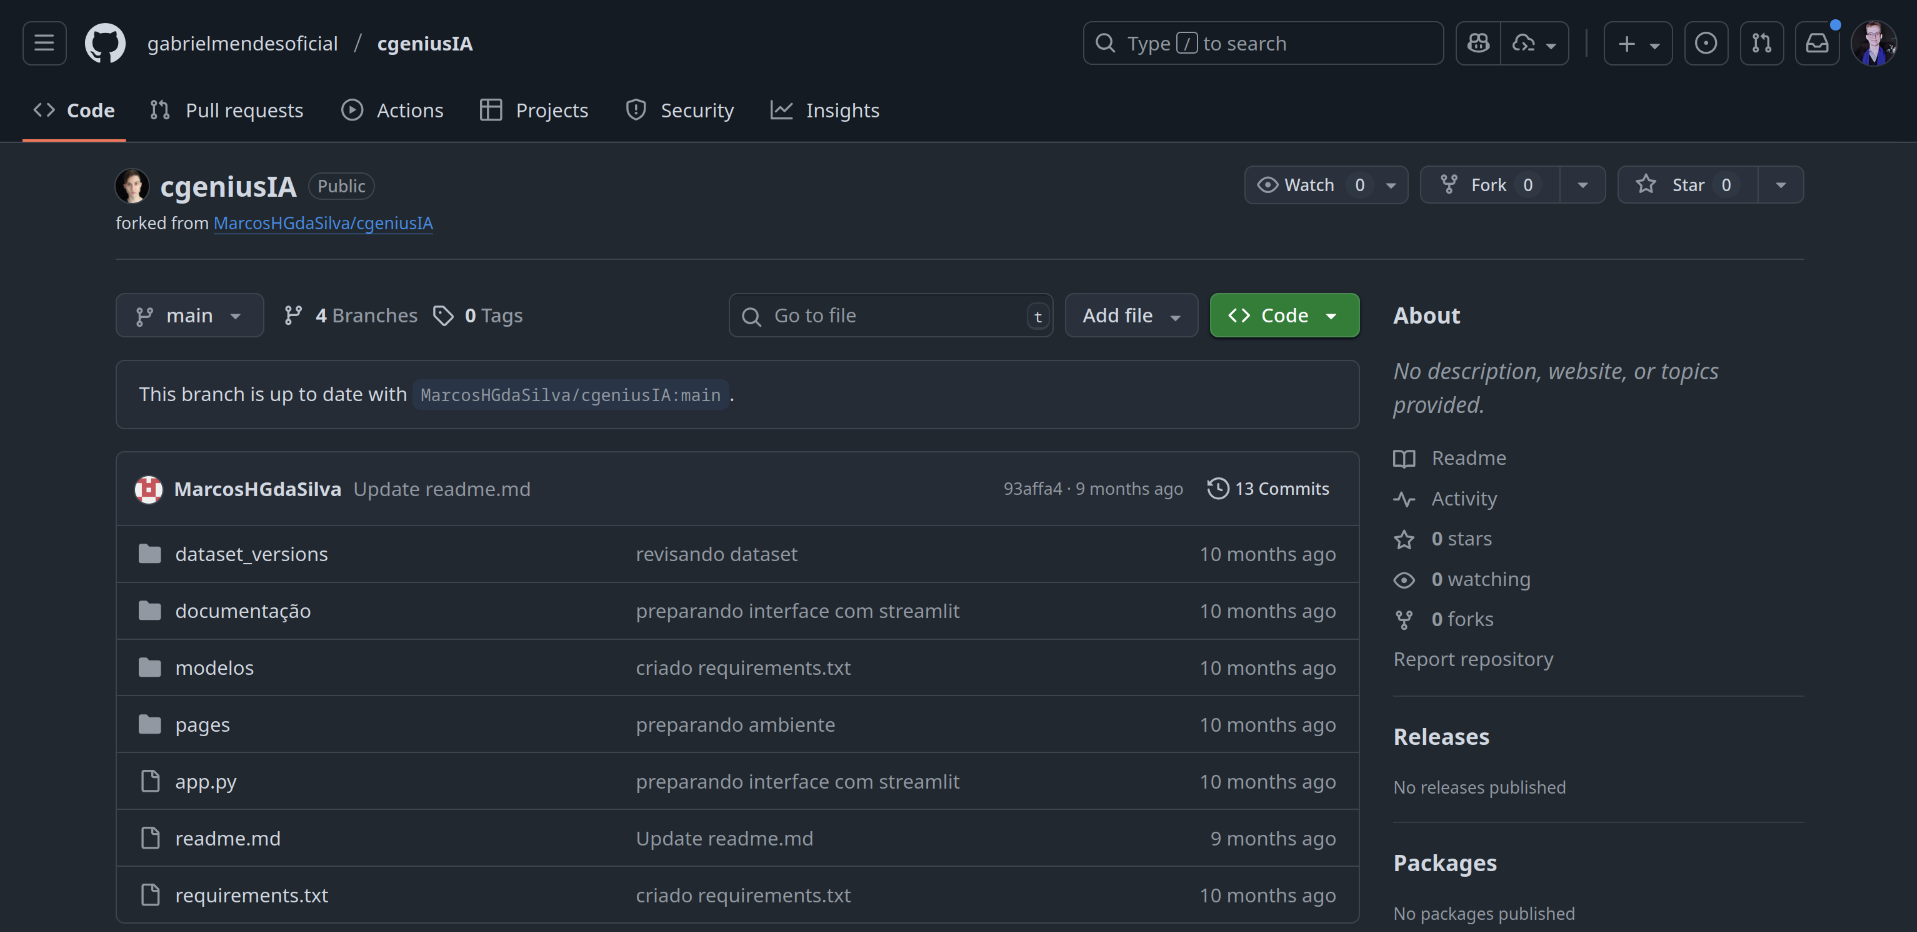 gabrielmendesoficial / cgeniusIA
Type / to search
Code
Pull requests
Actions
Projects
Security
Insights
cgeniusIA Public
forked from MarcosHGdaSilva/cgeniusIA
Watch 0
Fork 0
Star 0
main
4 Branches
0 Tags
Go to file t
Add file
Code
This branch is up to date with MarcosHGdaSilva/cgeniusIA:main .
MarcosHGdaSilva Update readme.md 93affa4 · 9 months ago 13 Commits
dataset_versions revisando dataset 10 months ago
documentação preparando interface com streamlit 10 months ago
modelos criado requirements.txt 10 months ago
pages preparando ambiente 10 months ago
app.py preparando interface com streamlit 10 months ago
readme.md Update readme.md 9 months ago
requirements.txt criado requirements.txt 10 months ago
About
No description, website, or topics
provided.
Readme
Activity
0 stars
0 watching
0 forks
Report repository
Releases
No releases published
Packages
No packages published